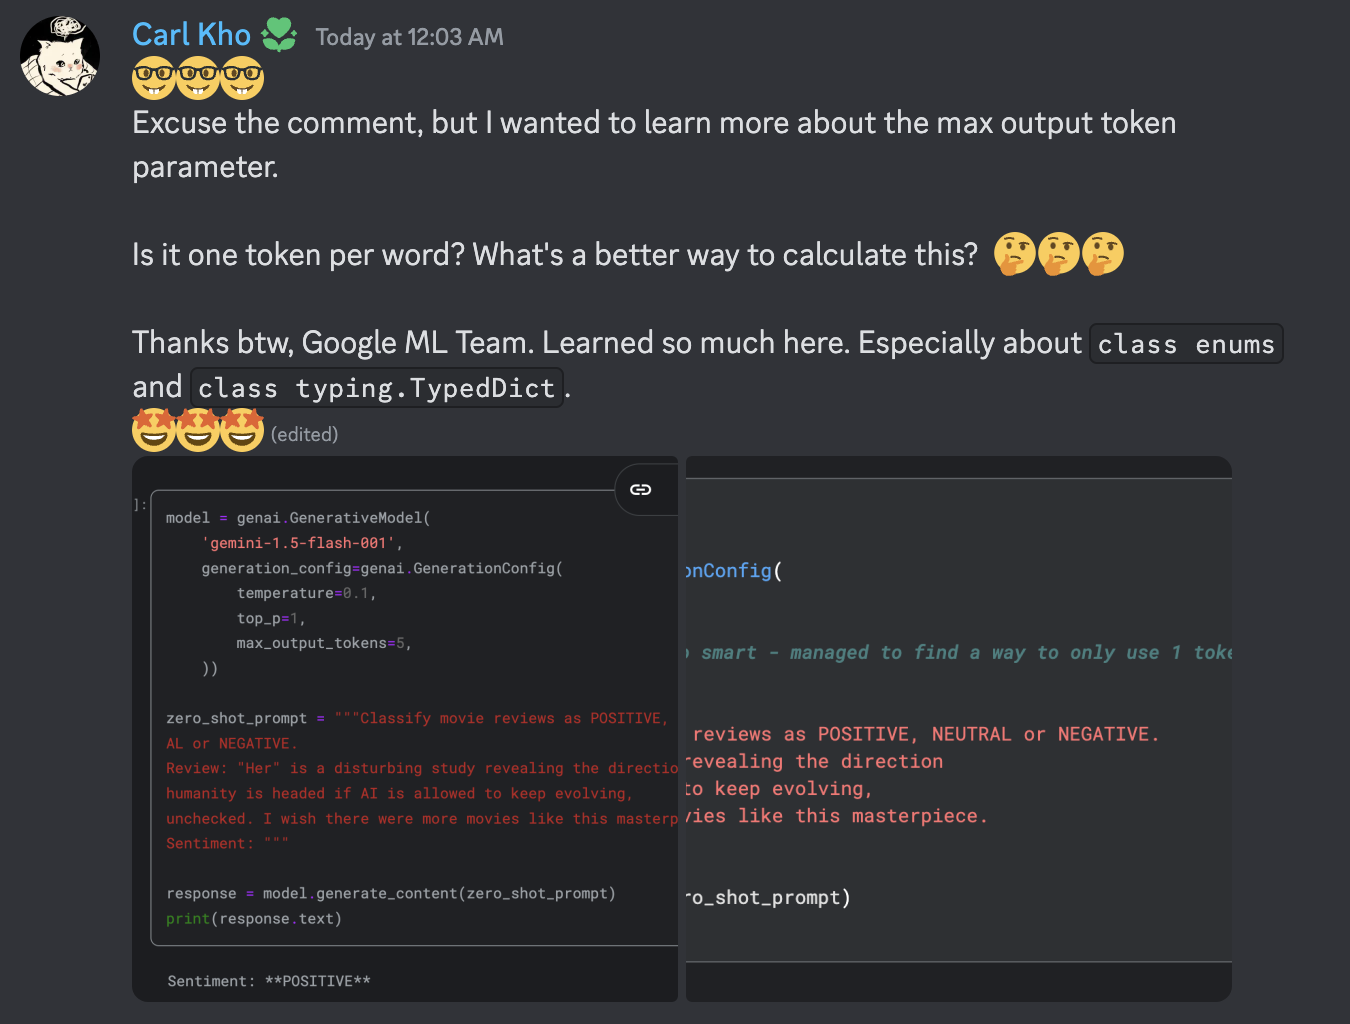 Carl Kho Today at 12:03 AM
🤓🤓🤓
Excuse the comment, but I wanted to learn more about the max output token
parameter.
Is it one token per word? What's a better way to calculate this? 🤔🤔🤔
Thanks btw, Google ML Team. Learned so much here. Especially about class enums
and class typing.TypedDict.
🤩🤩🤩 (edited)
]:
model = genai.GenerativeModel(
    'gemini-1.5-flash-001',
    generation_config=genai.GenerationConfig(
        temperature=0.1,
        top_p=1,
        max_output_tokens=5,
    ))
zero_shot_prompt = """Classify movie reviews as POSITIVE,
AL or NEGATIVE.
Review: "Her" is a disturbing study revealing the directio
humanity is headed if AI is allowed to keep evolving,
unchecked. I wish there were more movies like this masterp
Sentiment: """
response = model.generate_content(zero_shot_prompt)
print(response.text)
Sentiment: **POSITIVE**
onConfig(
smart - managed to find a way to only use 1 toke
reviews as POSITIVE, NEUTRAL or NEGATIVE.
revealing the direction
to keep evolving,
vies like this masterpiece.
ro_shot_prompt)